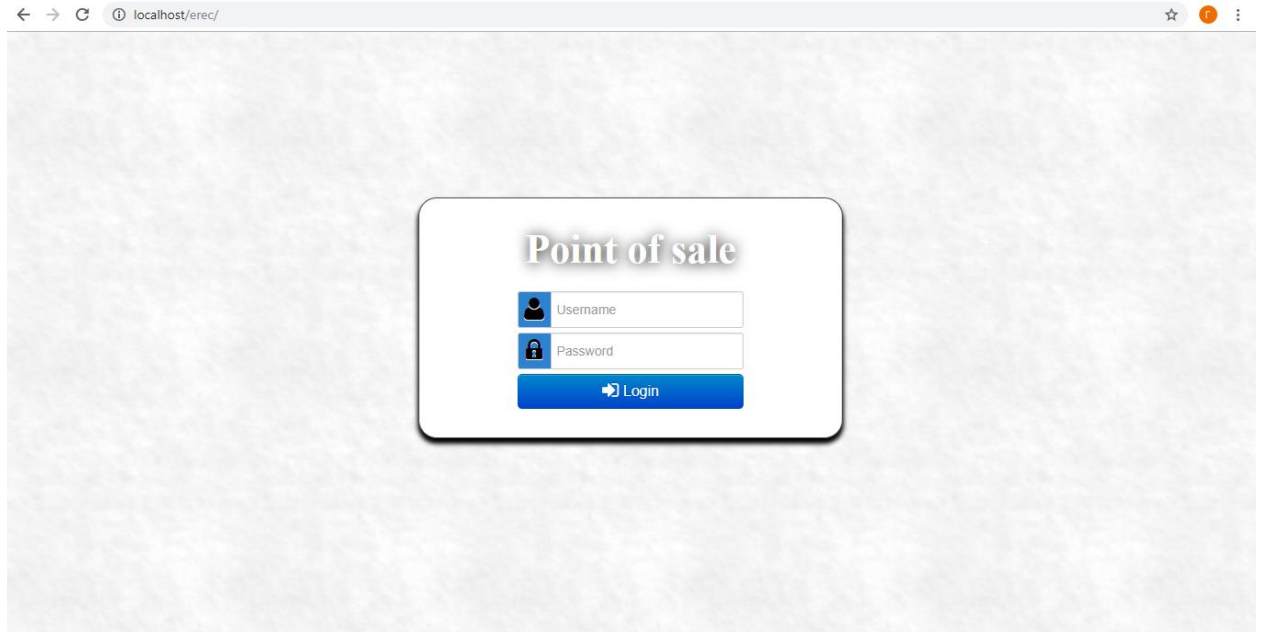 localhost/erec/
r
Point of sale
Username
Password
Login